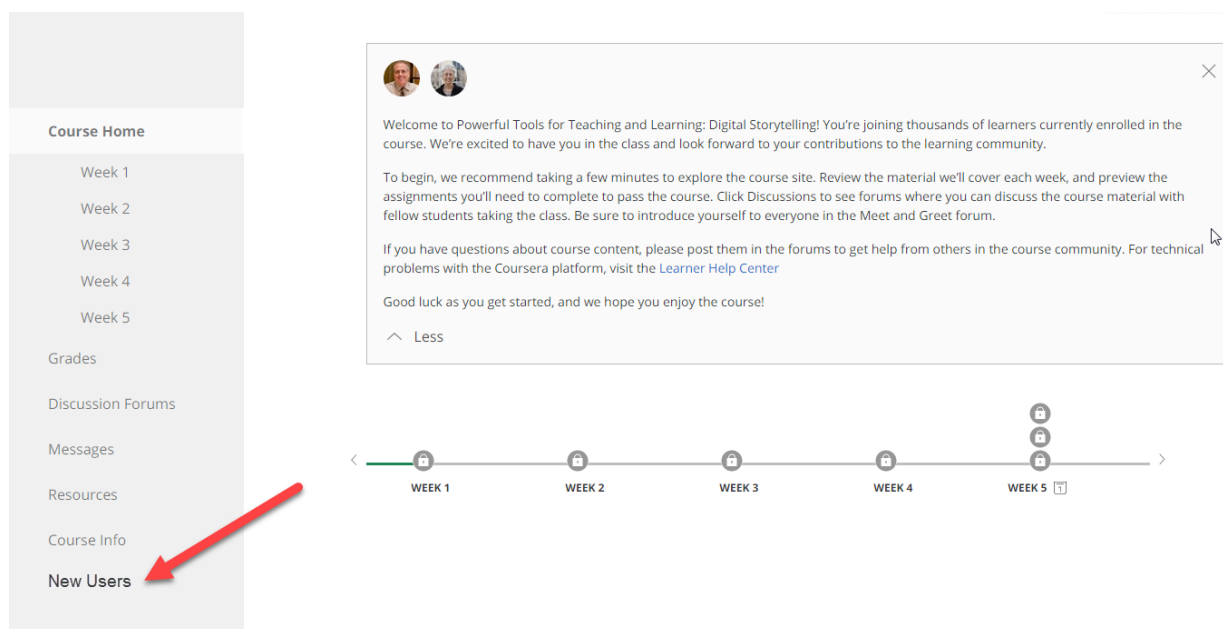 Course Home
Week 1
Week 2
Week 3
Week 4
Week 5
Grades
Discussion Forums
Messages
Resources
Course Info
New Users
Welcome to Powerful Tools for Teaching and Learning: Digital Storytelling! You’re joining thousands of learners currently enrolled in the
course. We’re excited to have you in the class and look forward to your contributions to the learning community.
To begin, we recommend taking a few minutes to explore the course site. Review the material we’ll cover each week, and preview the
assignments you’ll need to complete to pass the course. Click Discussions to see forums where you can discuss the course material with
fellow students taking the class. Be sure to introduce yourself to everyone in the Meet and Greet forum.
If you have questions about course content, please post them in the forums to get help from others in the course community. For technical
problems with the Coursera platform, visit the Learner Help Center
Good luck as you get started, and we hope you enjoy the course!
Less
WEEK 1 WEEK 2 WEEK 3 WEEK 4 WEEK 5 1